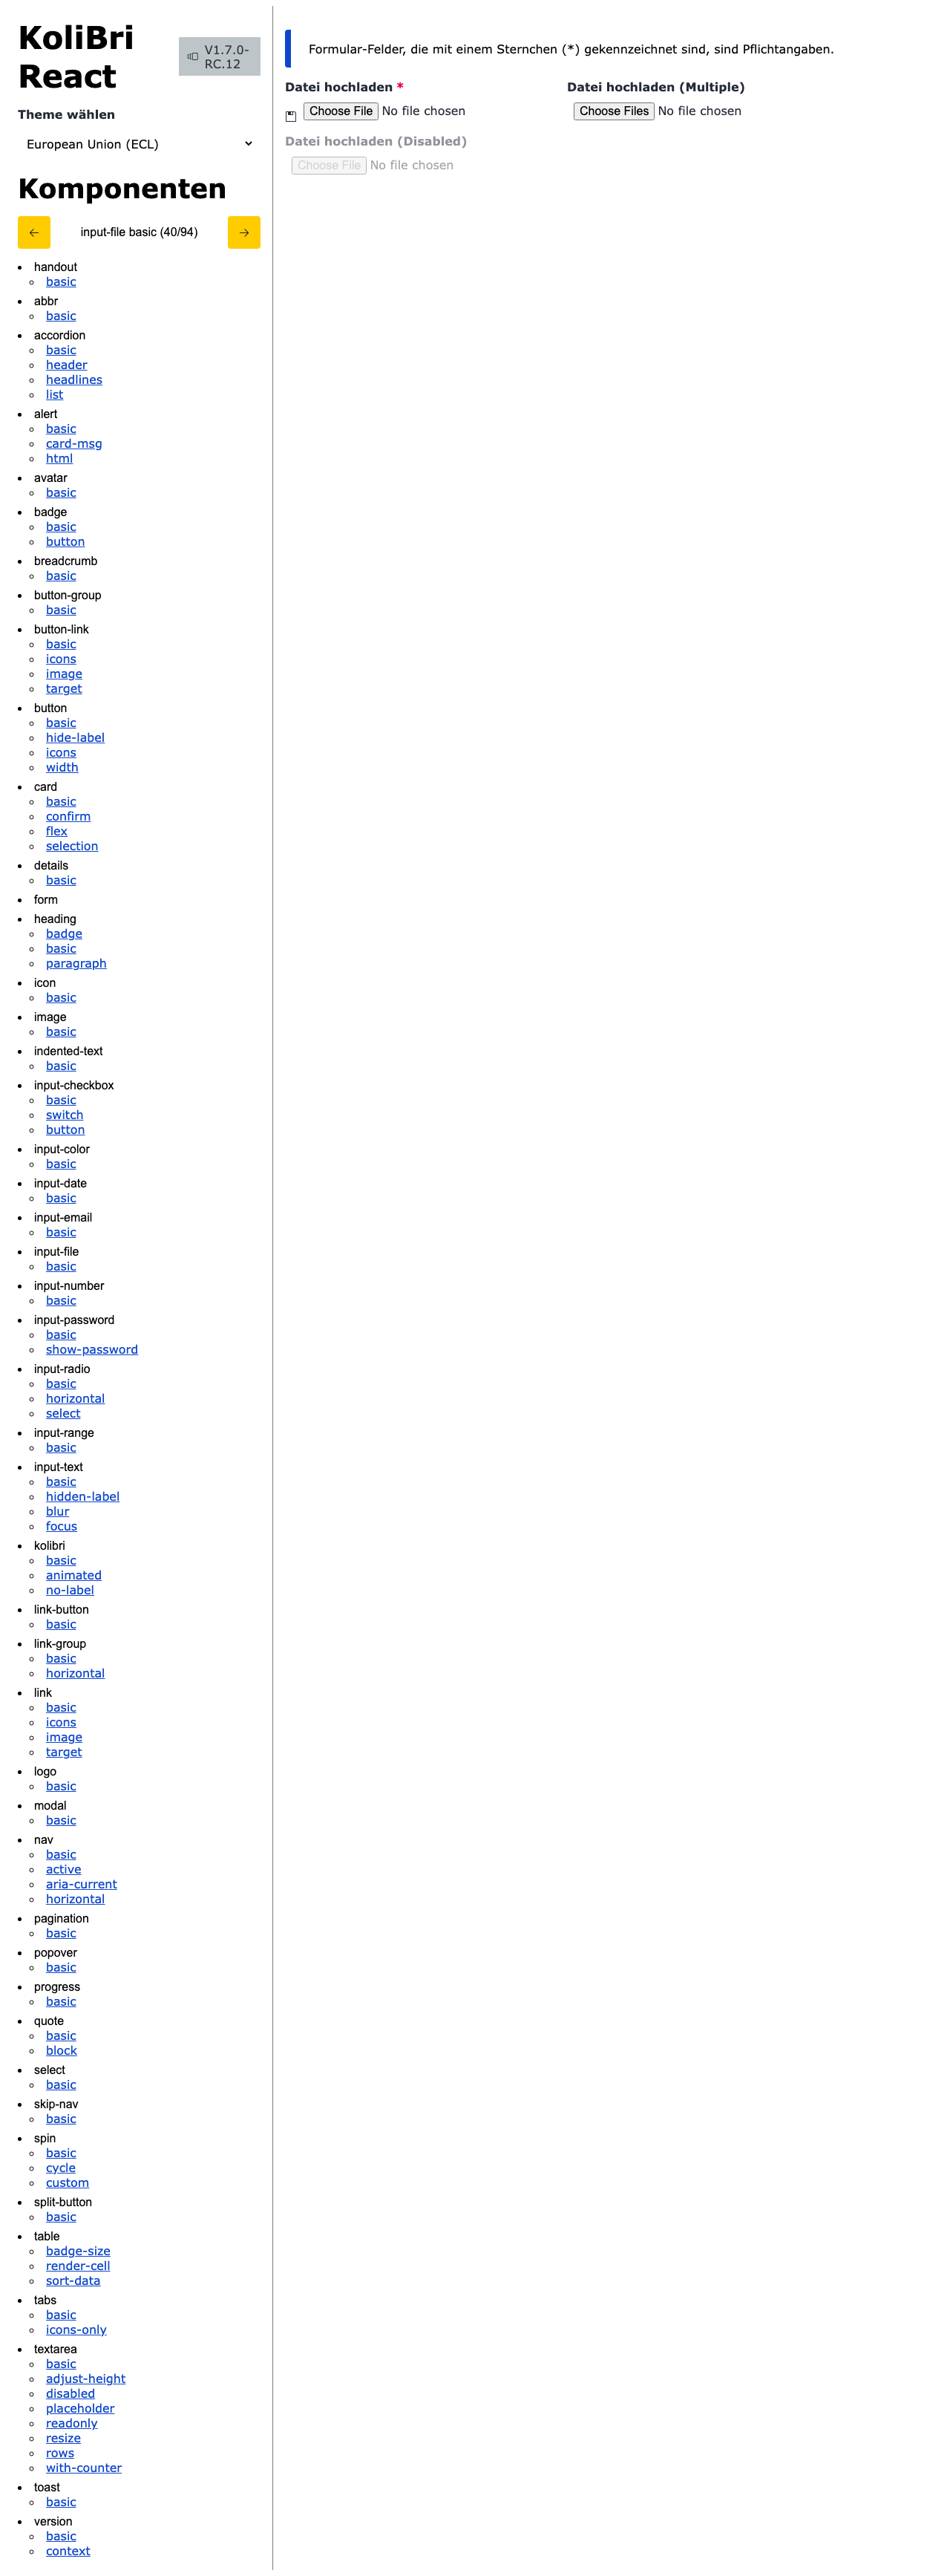 KoliBri
React
V1.7.0-
RC.12
Theme wählen
European Union (ECL)
Komponenten
input-file basic (40/94)
handout
basic
abbr
basic
accordion
basic
header
headlines
list
alert
basic
card-msg
html
avatar
basic
badge
basic
button
breadcrumb
basic
button-group
basic
button-link
basic
icons
image
target
button
basic
hide-label
icons
width
card
basic
confirm
flex
selection
details
basic
form
heading
badge
basic
paragraph
icon
basic
image
basic
indented-text
basic
input-checkbox
basic
switch
button
input-color
basic
input-date
basic
input-email
basic
input-file
basic
input-number
basic
input-password
basic
show-password
input-radio
basic
horizontal
select
input-range
basic
input-text
basic
hidden-label
blur
focus
kolibri
basic
animated
no-label
link-button
basic
link-group
basic
horizontal
link
basic
icons
image
target
logo
basic
modal
basic
nav
basic
active
aria-current
horizontal
pagination
basic
popover
basic
progress
basic
quote
basic
block
select
basic
skip-nav
basic
spin
basic
cycle
custom
split-button
basic
table
badge-size
render-cell
sort-data
tabs
basic
icons-only
textarea
basic
adjust-height
disabled
placeholder
readonly
resize
rows
with-counter
toast
basic
version
basic
context
Formular-Felder, die mit einem Sternchen (*) gekennzeichnet sind, sind Pflichtangaben.
Datei hochladen *
Choose File No file chosen
Datei hochladen (Multiple)
Choose Files No file chosen
Datei hochladen (Disabled)
Choose File No file chosen